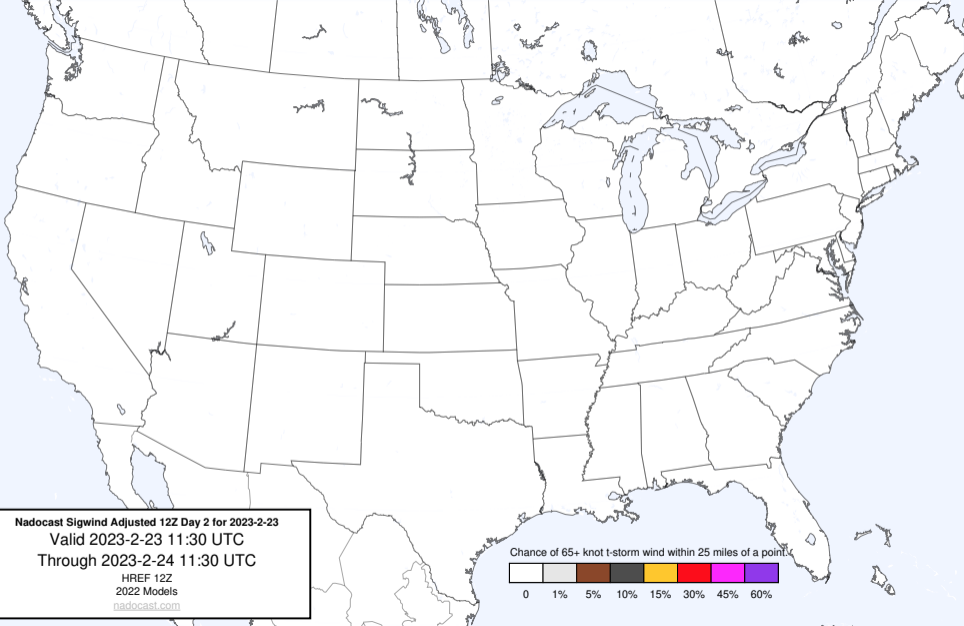 Nadocast Sigwind Adjusted 12Z Day 2 for 2023-2-23
Valid 2023-2-23 11:30 UTC
Through 2023-2-24 11:30 UTC
HREF 12Z
2022 Models
nadocast.com
Chance of 65+ knot t-storm wind within 25 miles of a point.
0 1% 5% 10% 15% 30% 45% 60%